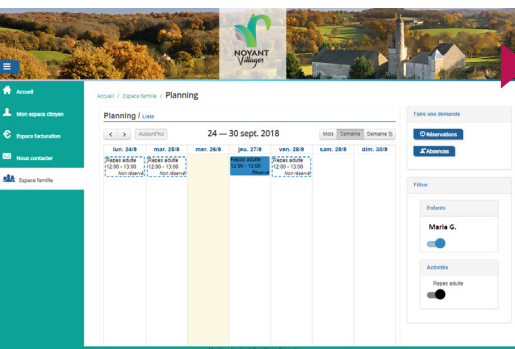 NOYANT
Villages
Accueil
Mon espace citoyen
Espace facturation
Nous contacter
Espace famille
Accueil / Espace famille / Planning
Planning / Liste
Aujourd'hui
24 — 30 sept. 2018
Mois Semaine Semaine 5j
lun. 24/9 mar. 25/9 mer. 26/9 jeu. 27/9 ven. 28/9 sam. 29/9 dim. 30/9
Repas adulte Repas adulte Repas adulte Repas adulte
12:00 - 13:00 12:00 - 13:00 12:00 - 13:00 12:00 - 13:00
Non réservé Non réservé Réservé Non réservé
Faire une demande
Réservations
Absences
Filtrer
Enfants
Marie G.
Activités
Repas adulte